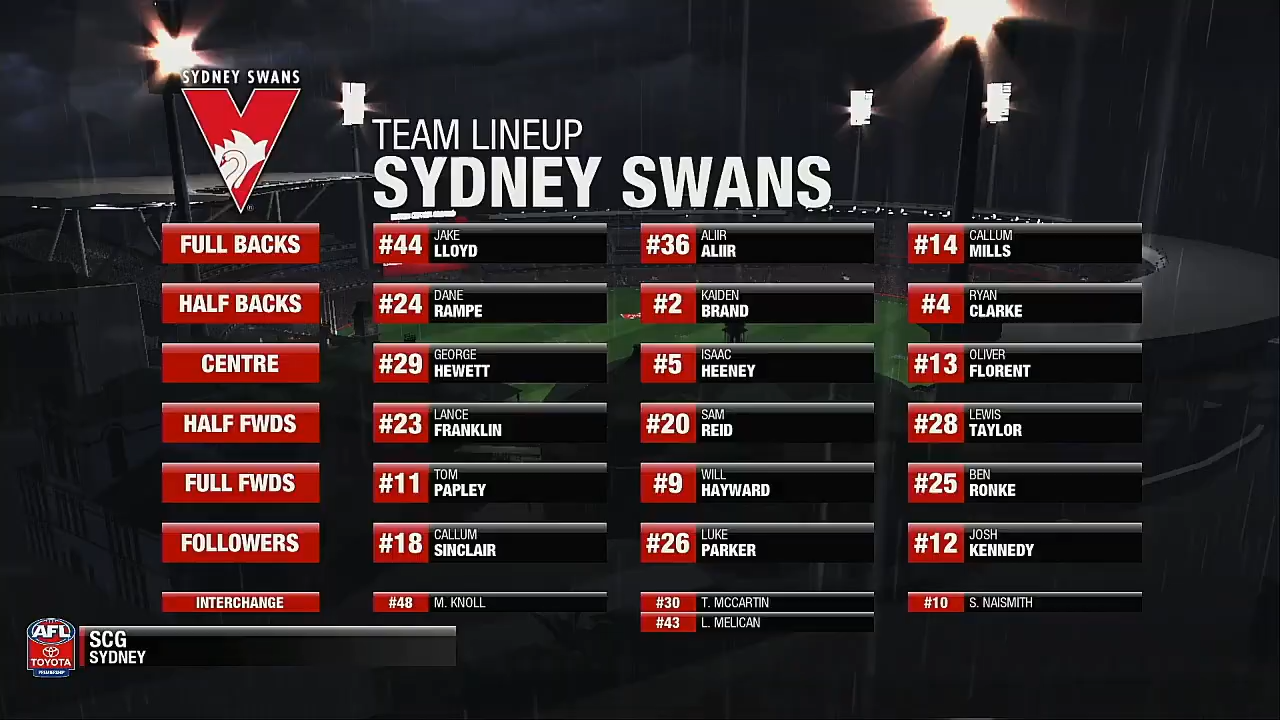 SYDNEY SWANS
TEAM LINEUP
SYDNEY SWANS
FULL BACKS
#44 JAKE LLOYD
#36 ALIIR ALIIR
#14 CALLUM MILLS
HALF BACKS
#24 DANE RAMPE
#2 KAIDEN BRAND
#4 RYAN CLARKE
CENTRE
#29 GEORGE HEWETT
#5 ISAAC HEENEY
#13 OLIVER FLORENT
HALF FWDS
#23 LANCE FRANKLIN
#20 SAM REID
#28 LEWIS TAYLOR
FULL FWDS
#11 TOM PAPLEY
#9 WILL HAYWARD
#25 BEN RONKE
FOLLOWERS
#18 CALLUM SINCLAIR
#26 LUKE PARKER
#12 JOSH KENNEDY
INTERCHANGE
#48 M. KNOLL
#30 T. MCCARTIN
#10 S. NAISMITH
#43 L. MELICAN
AFL
TOYOTA
PREMIERSHIP
SCG
SYDNEY